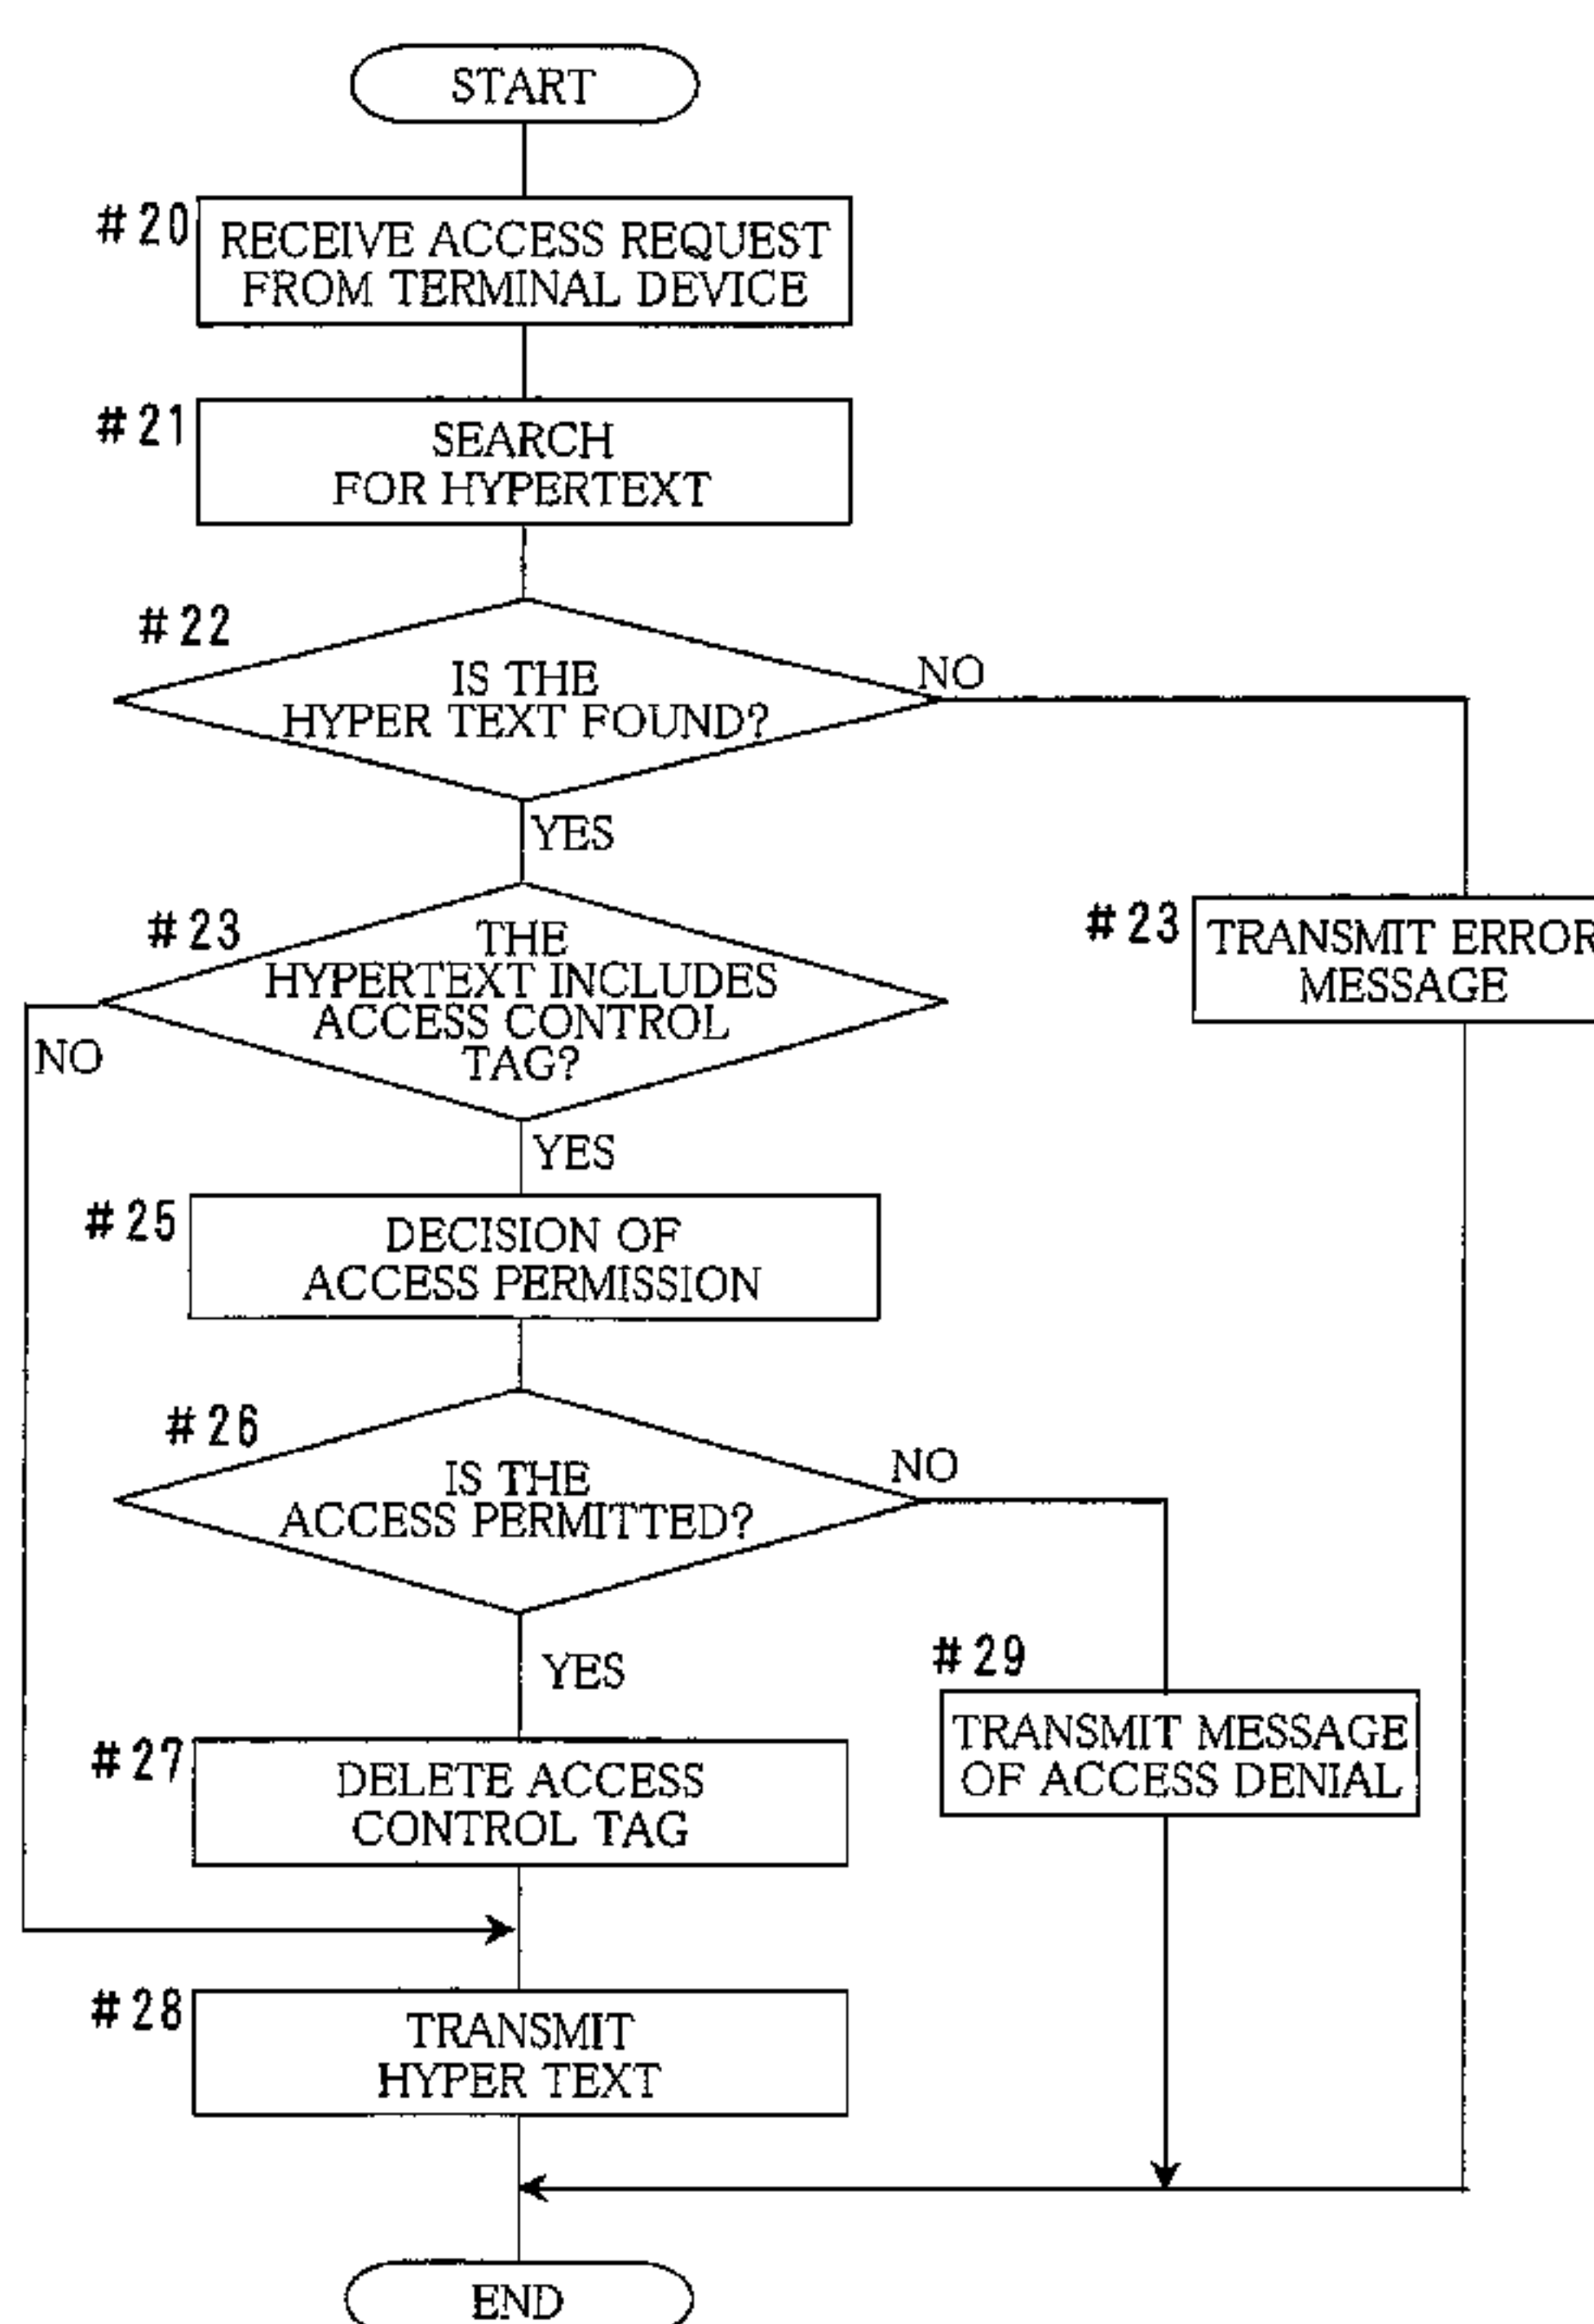 START
#20
RECEIVE ACCESS REQUEST
FROM TERMINAL DEVICE
#21
SEARCH
FOR HYPERTEXT
#22
IS THE
HYPER TEXT FOUND?
NO
YES
#23
THE
HYPERTEXT INCLUDES
ACCESS CONTROL
TAG?
NO
YES
#23
TRANSMIT ERROR
MESSAGE
#25
DECISION OF
ACCESS PERMISSION
#26
IS THE
ACCESS PERMITTED?
NO
YES
#29
TRANSMIT MESSAGE
OF ACCESS DENIAL
#27
DELETE ACCESS
CONTROL TAG
#28
TRANSMIT
HYPER TEXT
END